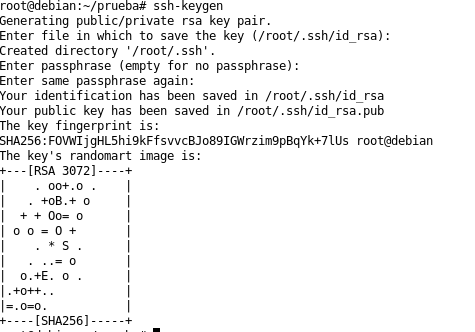 root@debian:~/prueba# ssh-keygen
Generating public/private rsa key pair.
Enter file in which to save the key (/root/.ssh/id_rsa):
Created directory '/root/.ssh'.
Enter passphrase (empty for no passphrase):
Enter same passphrase again:
Your identification has been saved in /root/.ssh/id_rsa
Your public key has been saved in /root/.ssh/id_rsa.pub
The key fingerprint is:
SHA256:FOVWIjgHL5hi9kFfsvvcBJo89IGWrzim9pBqYk+7lUs root@debian
The key's randomart image is:
+---[RSA 3072]----+
|    . oo+.o .    |
|   . +oB.+ o     |
|  + + Oo= o      |
| o o = O +       |
|    . * S .      |
|   . ..= o       |
|  o.+E. o .      |
|.+o++..          |
|=.o=o.           |
+----[SHA256]-----+